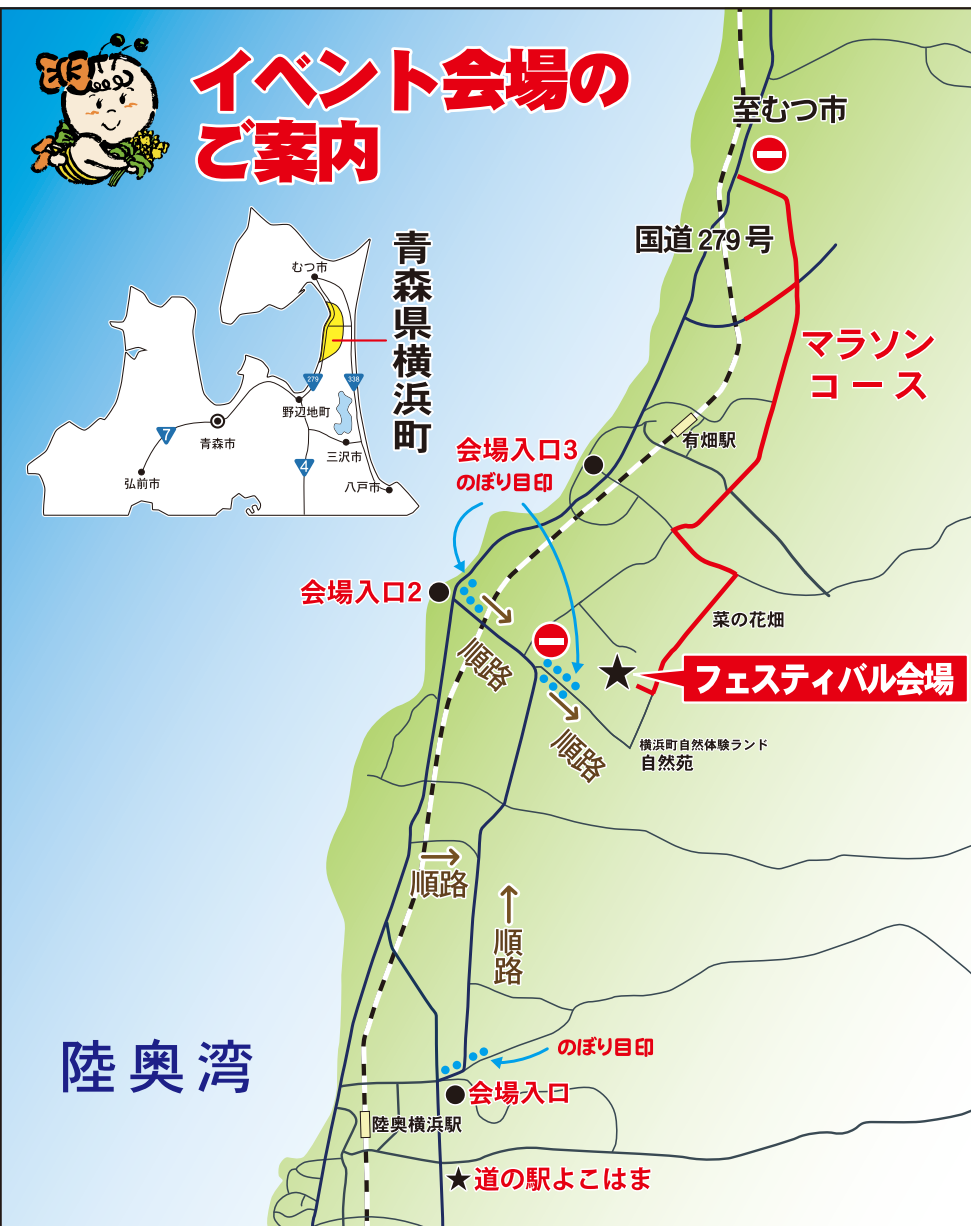 イベント会場の
ご案内
至むつ市
国道279号
青森県横浜町
むつ市
279
338
野辺地町
7
青森市
三沢市
4
弘前市
八戸市
マラソン
コース
有畑駅
会場入口3
のぼり目印
会場入口2
順路
菜の花畑
フェスティバル会場
順路
横浜町自然体験ランド
自然苑
順路
順路
陸奥湾
のぼり目印
会場入口
陸奥横浜駅
★道の駅よこはま